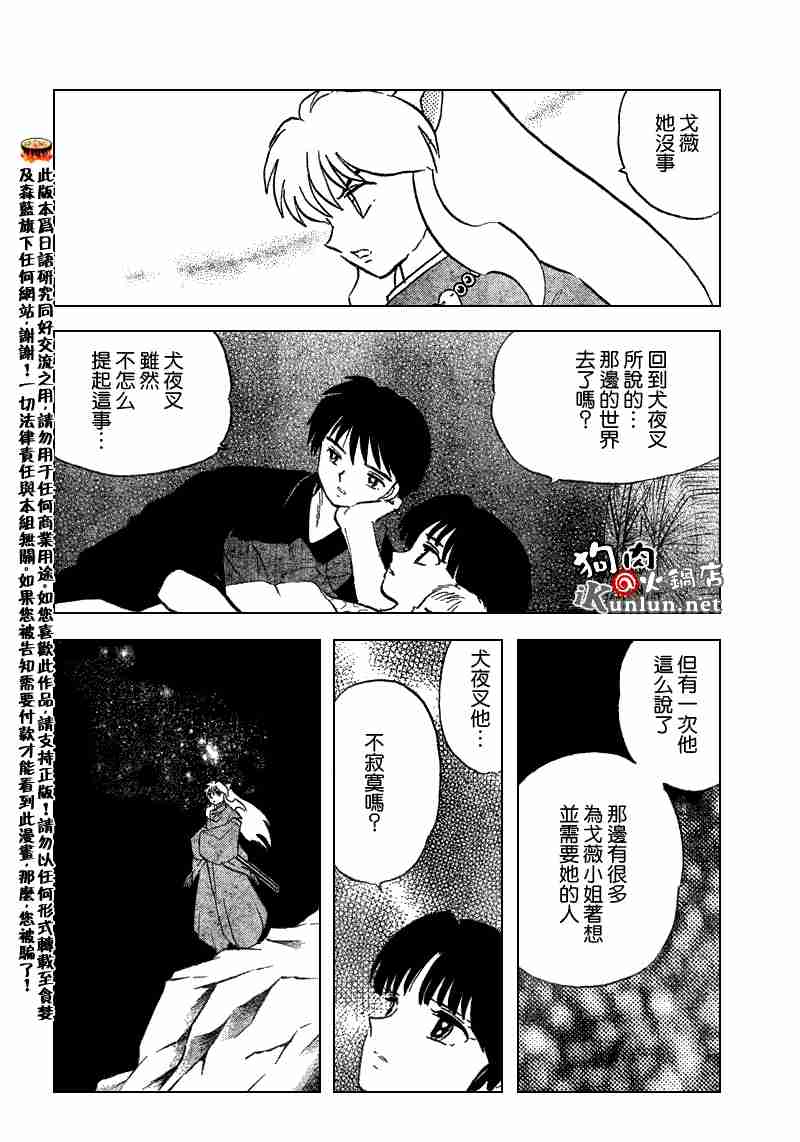 戈薇
她沒事
回到犬夜叉
所說的…
那邊的世界
去了嗎？
犬夜叉
雖然
不怎么
提起這事…
狗肉
火鍋店
iKunlun.net
但有一次他
這么說了
那邊有很多
為戈薇小姐著想
並需要她的人
犬夜叉他…
不寂寞嗎？
此版本爲日語研究同好交流之用，請勿用于任何商業用途。如您喜歡此作品，請支持正版！請勿以任何形式轉載至貪婪
及森藍旗下任何網站，謝謝！一切法律責任與本組無關。如果您被告知需要付款才能看到此漫畫，那麼，您被騙了！